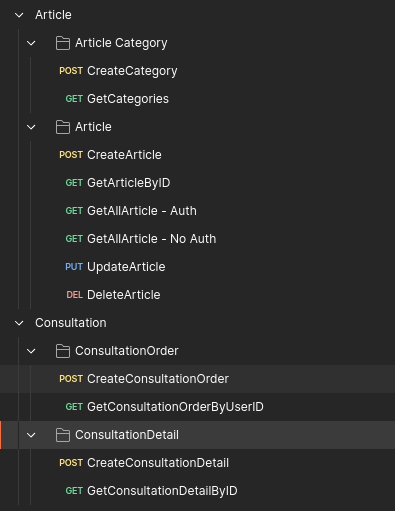 Article
Article Category
POST CreateCategory
GET GetCategories
Article
POST CreateArticle
GET GetArticleByID
GET GetAllArticle - Auth
GET GetAllArticle - No Auth
PUT UpdateArticle
DEL DeleteArticle
Consultation
ConsultationOrder
POST CreateConsultationOrder
GET GetConsultationOrderByUserID
ConsultationDetail
POST CreateConsultationDetail
GET GetConsultationDetailByID